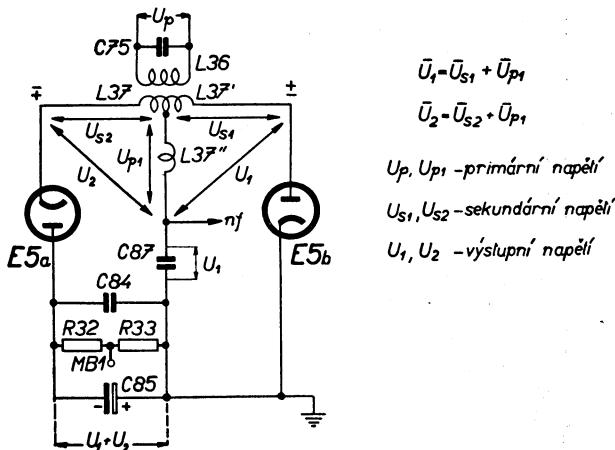 Up
C75
L36
L37
L37'
∓
±
Us2
Us1
Up1
L37"
U2
U1
nf
E5a
E5b
C87
U1
C84
R32
R33
MB1
C85
-
+
U1+U2
Ū1=Ūs1+Ūp1
Ū2=Ūs2+Ūp1
Up, Up1 -primární napětí
Us1,Us2-sekundární napětí
U1, U2 -výstupní napětí